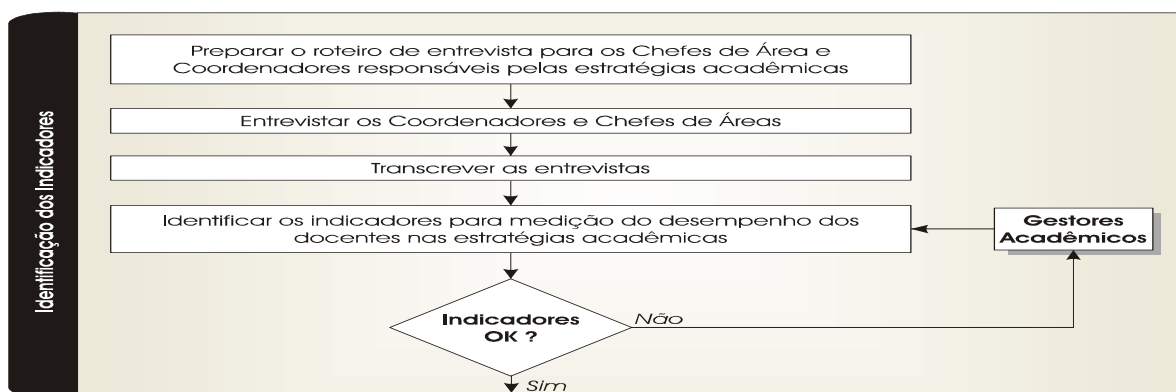 Identificação dos Indicadores
Preparar o roteiro de entrevista para os Chefes de Área e
Coordenadores responsáveis pelas estratégias acadêmicas
Entrevistar os Coordenadores e Chefes de Áreas
Transcrever as entrevistas
Identificar os indicadores para medição do desempenho dos
docentes nas estratégias acadêmicas
Gestores
Acadêmicos
Indicadores
OK ?
Não
Sim